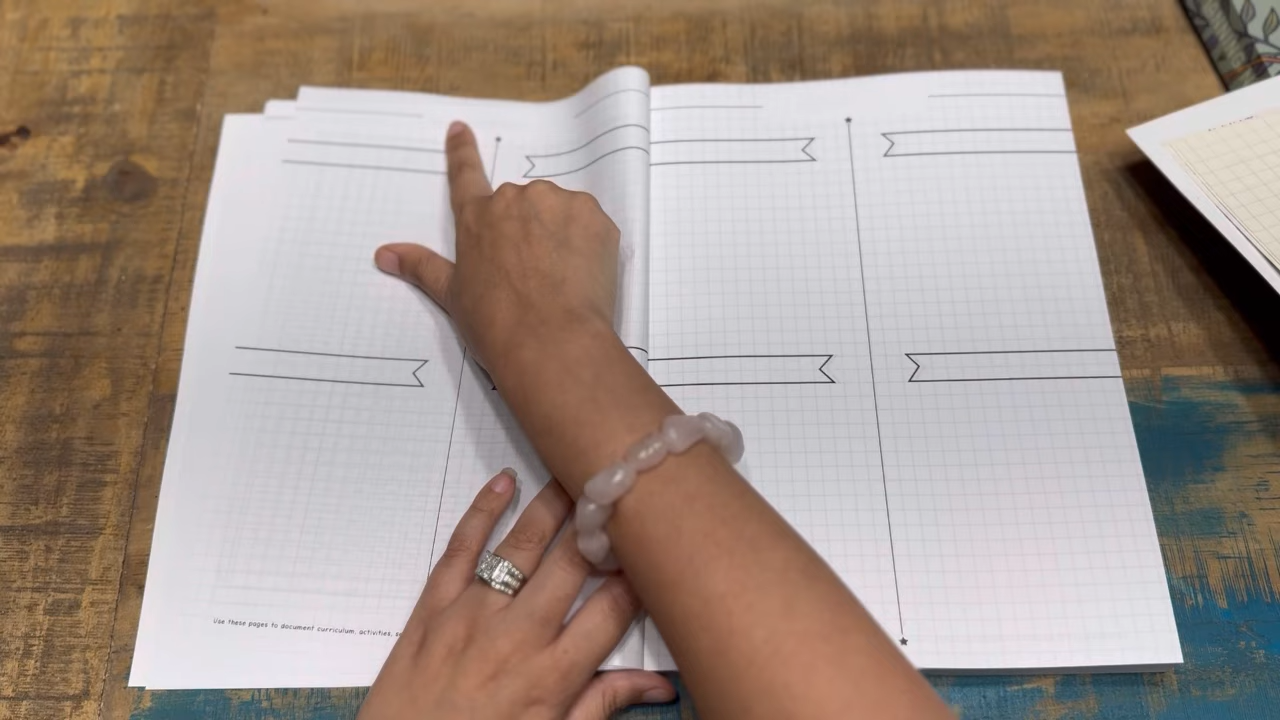 Use these pages to document curriculum, activities,